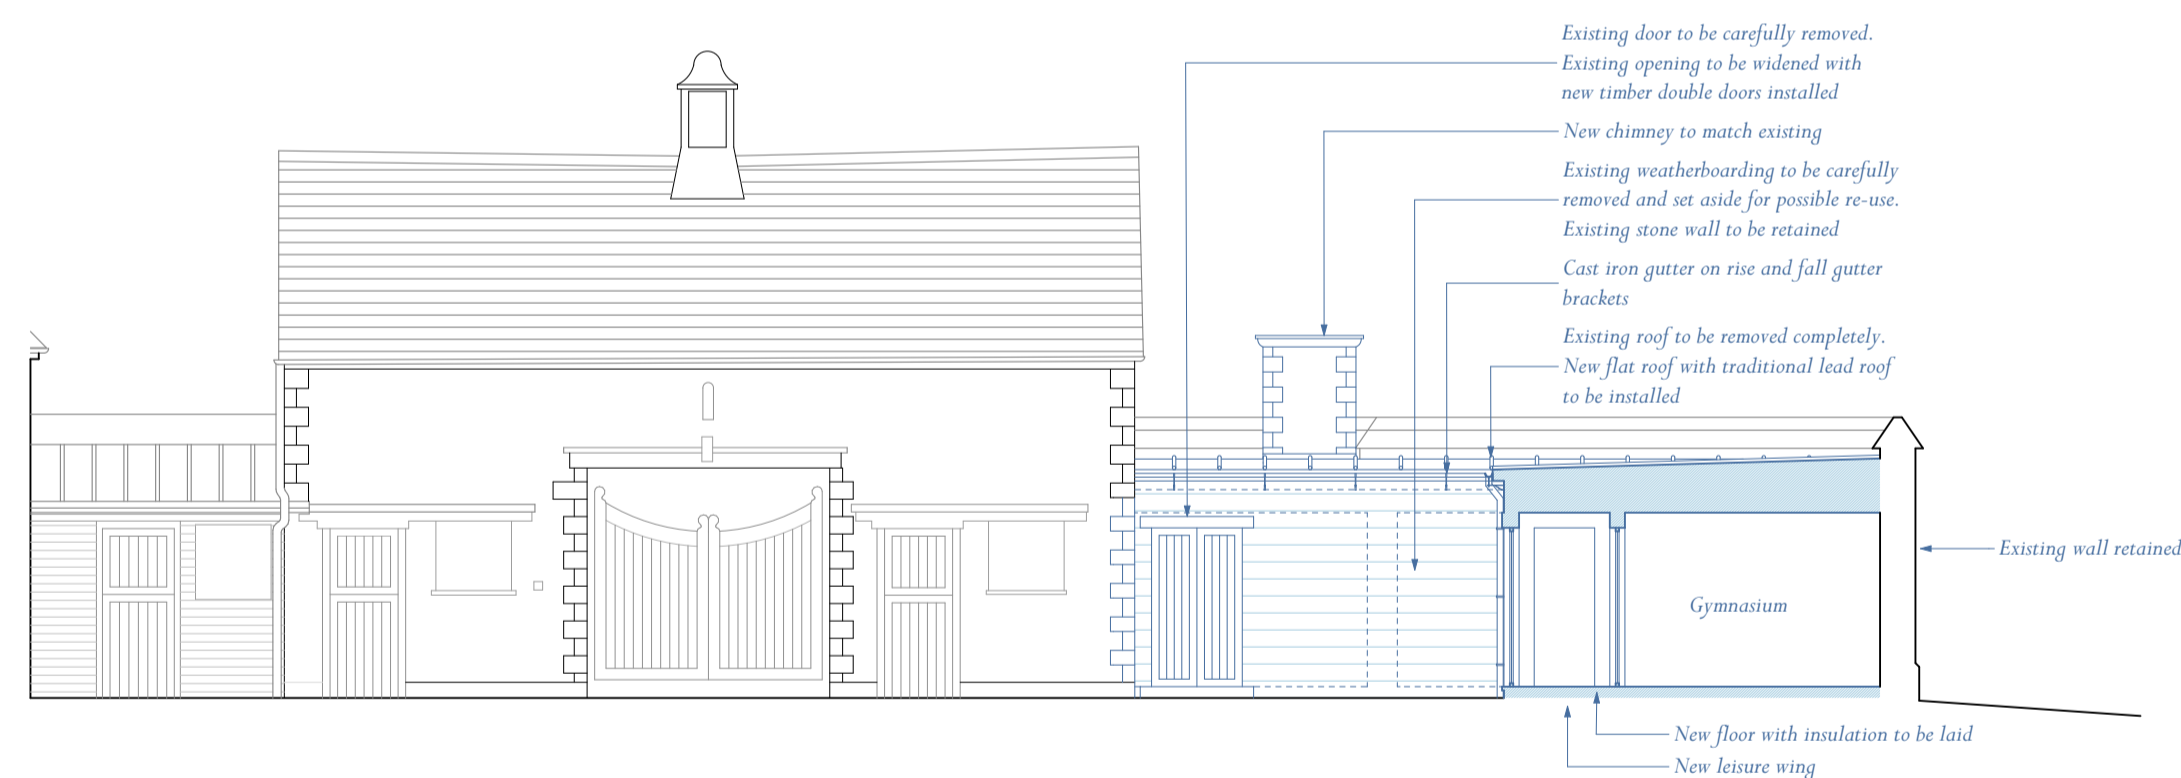 Existing door to be carefully removed.
Existing opening to be widened with
new timber double doors installed
New chimney to match existing
Existing weatherboarding to be carefully
removed and set aside for possible re-use.
Existing stone wall to be retained
Cast iron gutter on rise and fall gutter
brackets
Existing roof to be removed completely.
New flat roof with traditional lead roof
to be installed
Existing wall retained
Gymnasium
New floor with insulation to be laid
New leisure wing